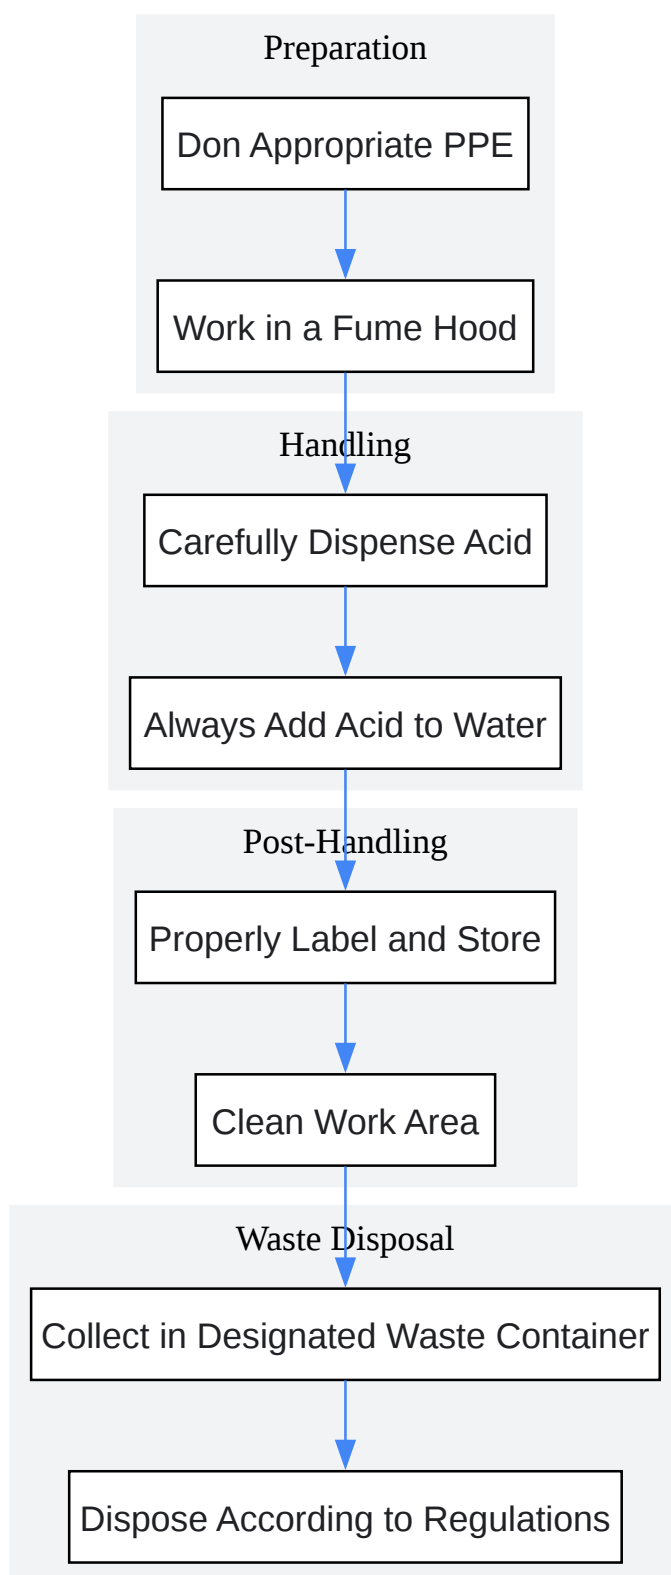 Preparation
Don Appropriate PPE
Work in a Fume Hood
Handling
Carefully Dispense Acid
Always Add Acid to Water
Post-Handling
Properly Label and Store
Clean Work Area
Waste Disposal
Collect in Designated Waste Container
Dispose According to Regulations